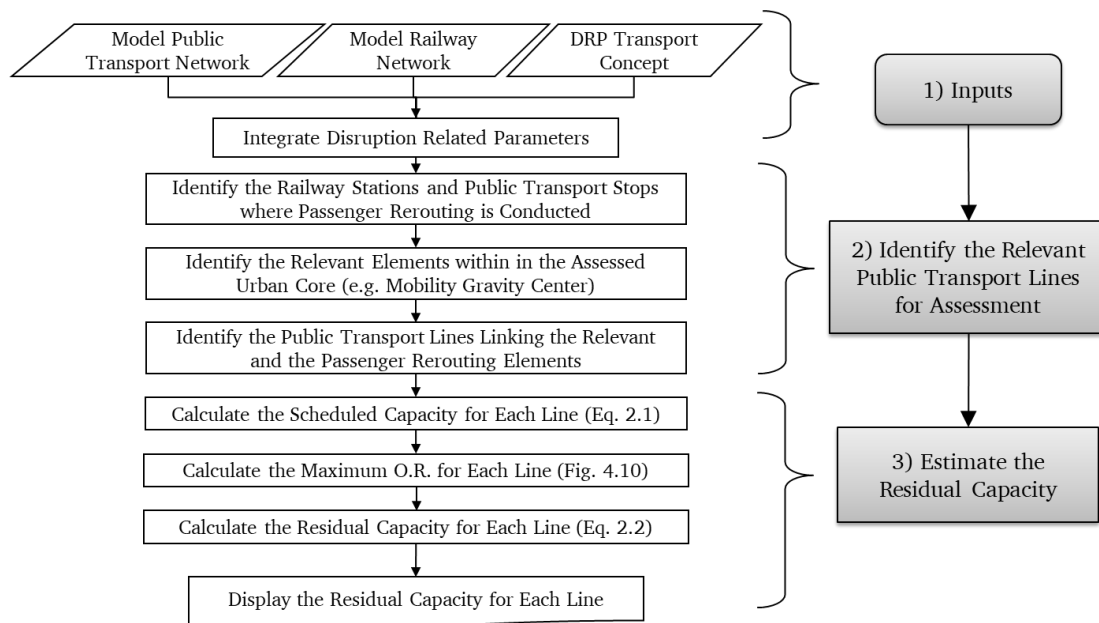 Model Public
Transport Network
Model Railway
Network
DRP Transport
Concept
Integrate Disruption Related Parameters
Identify the Railway Stations and Public Transport Stops
where Passenger Rerouting is Conducted
Identify the Relevant Elements within in the Assessed
Urban Core (e.g. Mobility Gravity Center)
Identify the Public Transport Lines Linking the Relevant
and the Passenger Rerouting Elements
Calculate the Scheduled Capacity for Each Line (Eq. 2.1)
Calculate the Maximum O.R. for Each Line (Fig. 4.10)
Calculate the Residual Capacity for Each Line (Eq. 2.2)
Display the Residual Capacity for Each Line
1) Inputs
2) Identify the Relevant
Public Transport Lines
for Assessment
3) Estimate the
Residual Capacity